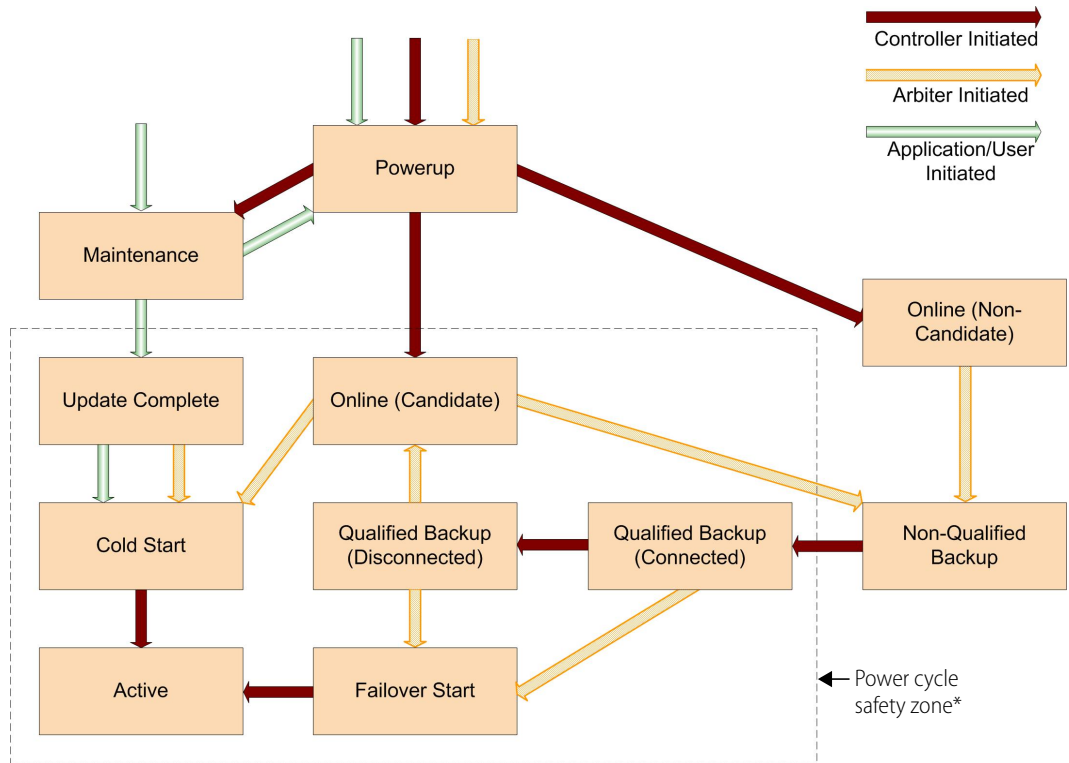 Controller Initiated
Arbiter Initiated
Application/User
Initiated
Powerup
Maintenance
Online (Non-
Candidate)
Update Complete
Online (Candidate)
Cold Start
Qualified Backup
(Disconnected)
Qualified Backup
(Connected)
Non-Qualified
Backup
Active
Failover Start
Power cycle
safety zone*